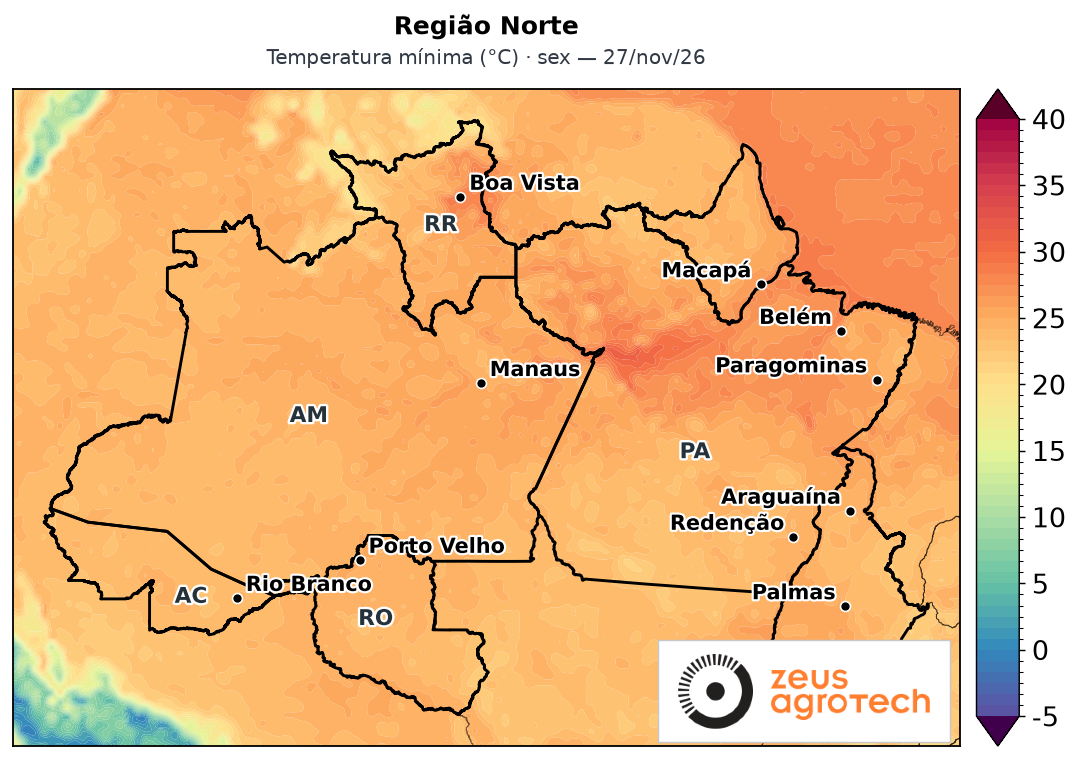 Região Norte
Temperatura mínima (°C) · sex — 27/nov/26
Boa Vista
RR
Macapá
Belém
Paragominas
Manaus
AM
PA
Araguaína
Redenção
Porto Velho
Rio Branco
AC
RO
Palmas
zeus
agrotech
40
35
30
25
20
15
10
5
0
-5